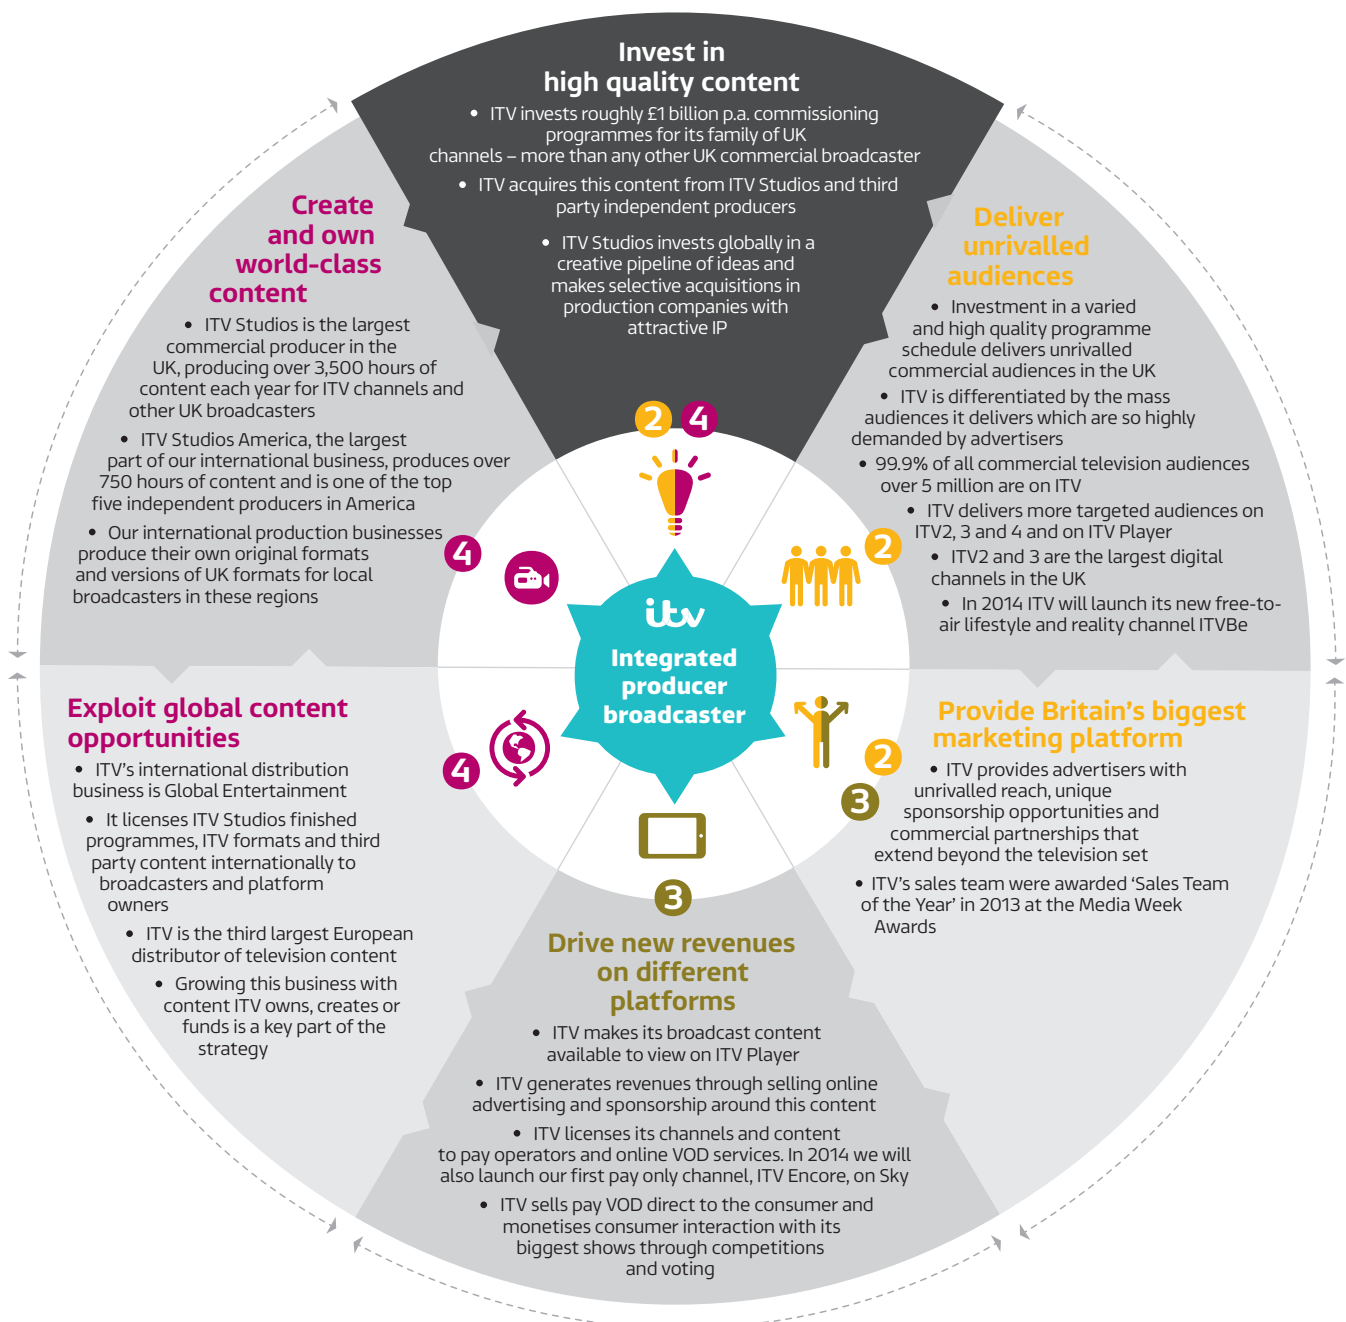 Invest in
high quality content
• ITV invests roughly £1 billion p.a. commissioning
programmes for its family of UK
channels – more than any other UK commercial broadcaster
• ITV acquires this content from ITV Studios and third
party independent producers
• ITV Studios invests globally in a
creative pipeline of ideas and
makes selective acquisitions in
production companies with
attractive IP
2 4
Deliver
unrivalled
audiences
• Investment in a varied
and high quality programme
schedule delivers unrivalled
commercial audiences in the UK
• ITV is differentiated by the mass
audiences it delivers which are so highly
demanded by advertisers
• 99.9% of all commercial television audiences
over 5 million are on ITV
• ITV delivers more targeted audiences on
ITV2, 3 and 4 and on ITV Player
• ITV2 and 3 are the largest digital
channels in the UK
• In 2014 ITV will launch its new free-to-
air lifestyle and reality channel ITVBe
2
Provide Britain's biggest
marketing platform
• ITV provides advertisers with
unrivalled reach, unique
sponsorship opportunities and
commercial partnerships that
extend beyond the television set
• ITV's sales team were awarded ‘Sales Team
of the Year’ in 2013 at the Media Week
Awards
2
3
Drive new revenues
on different
platforms
• ITV makes its broadcast content
available to view on ITV Player
• ITV generates revenues through selling online
advertising and sponsorship around this content
• ITV licenses its channels and content
to pay operators and online VOD services. In 2014 we will
also launch our first pay only channel, ITV Encore, on Sky
• ITV sells pay VOD direct to the consumer and
monetises consumer interaction with its
biggest shows through competitions
and voting
3
Exploit global content
opportunities
• ITV's international distribution
business is Global Entertainment
• It licenses ITV Studios finished
programmes, ITV formats and third
party content internationally to
broadcasters and platform
owners
• ITV is the third largest European
distributor of television content
• Growing this business with
content ITV owns, creates or
funds is a key part of the
strategy
4
Create
and own
world-class
content
• ITV Studios is the largest
commercial producer in the
UK, producing over 3,500 hours of
content each year for ITV channels and
other UK broadcasters
• ITV Studios America, the largest
part of our international business, produces over
750 hours of content and is one of the top
five independent producers in America
• Our international production businesses
produce their own original formats
and versions of UK formats for local
broadcasters in these regions
4
itv
Integrated
producer
broadcaster